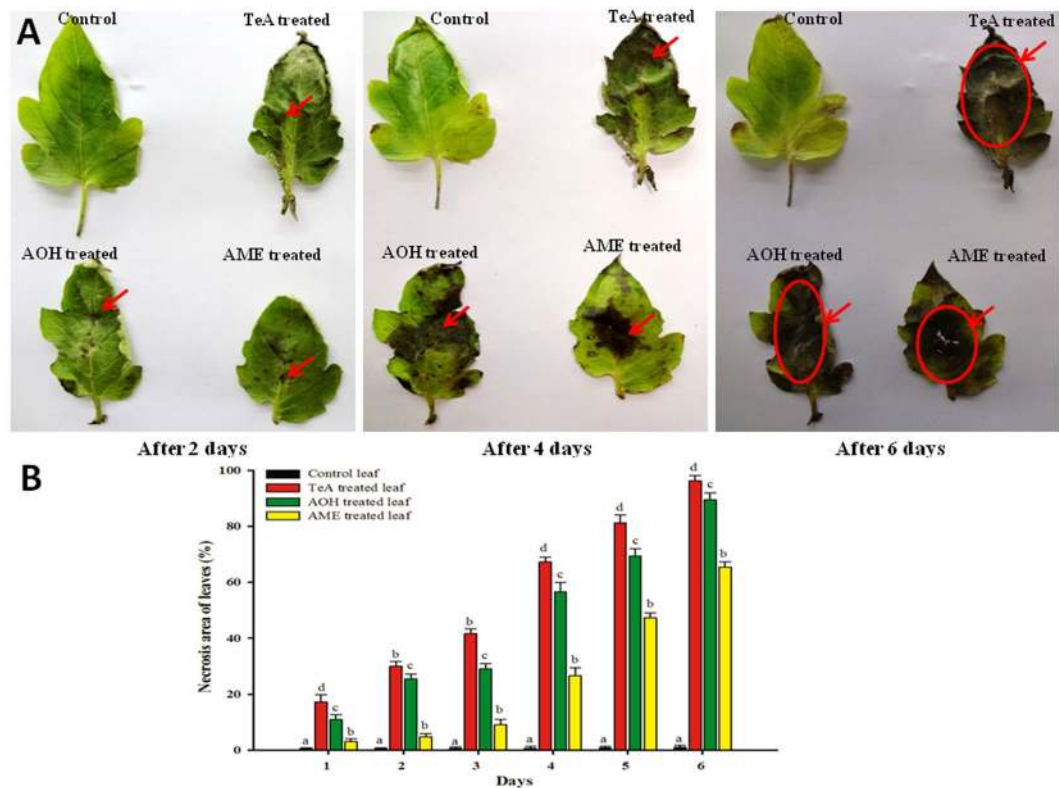 A
Control
TeA treated
Control
TeA treated
Control
TeA treated
AOH treated
AME treated
AOH treated
AME treated
AOH treated
AME treated
After 2 days
After 4 days
After 6 days
B
Control leaf
TeA treated leaf
AOH treated leaf
AME treated leaf
Necrosis area of leaves (%)
100
80
60
40
20
0
a d c b
a b c b
a b c b
a d c b
a d c b
a d c b
1 2 3 4 5 6
Days